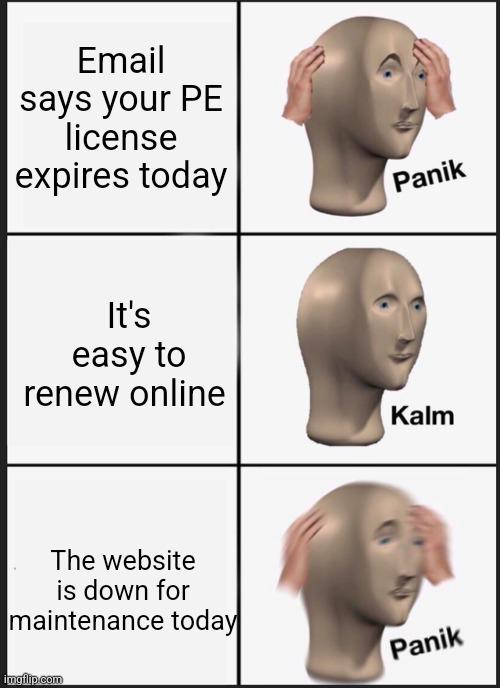 Email
says your PE
license
expires today
Panik
It's
easy to
renew online
Kalm
The website
is down for
maintenance today
Panik
imgflip.com